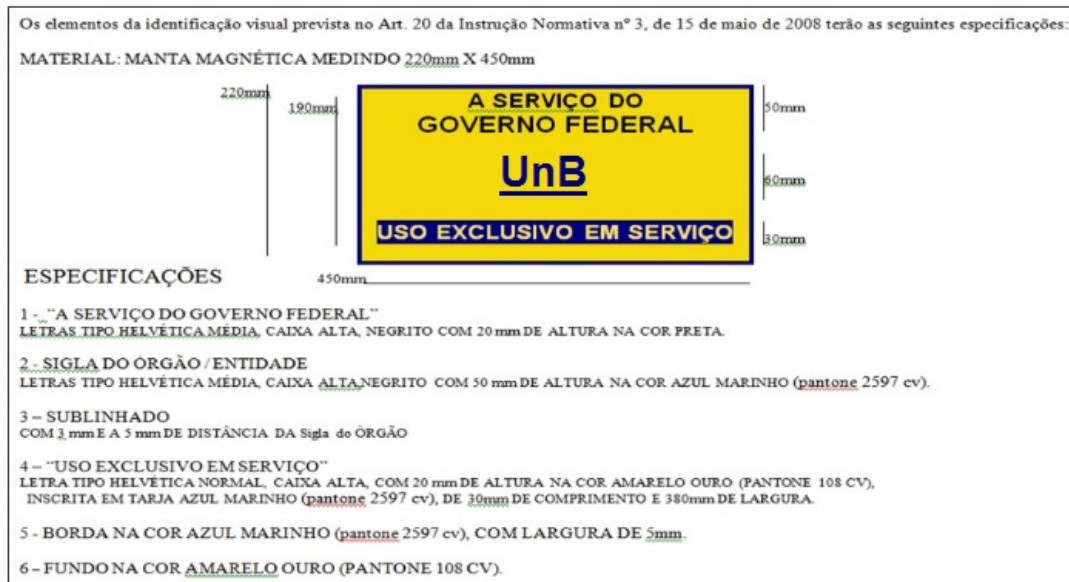 Os elementos da identificação visual prevista no Art. 20 da Instrução Normativa nº 3, de 15 de maio de 2008 terão as seguintes especificações:
MATERIAL: MANTA MAGNÉTICA MEDINDO 220mm X 450mm
220mm
190mm
A SERVIÇO DO
GOVERNO FEDERAL
UnB
USO EXCLUSIVO EM SERVIÇO
50mm
60mm
30mm
ESPECIFICAÇÕES
450mm
1 - "A SERVIÇO DO GOVERNO FEDERAL"
LETRAS TIPO HELVÉTICA MÉDIA, CAIXA ALTA, NEGRITO COM 20 mm DE ALTURA NA COR PRETA.
2 - SIGLA DO ÓRGÃO / ENTIDADE
LETRAS TIPO HELVÉTICA MÉDIA, CAIXA ALTA,NEGRITO COM 50 mm DE ALTURA NA COR AZUL MARINHO (pantone 2597 cv).
3 – SUBLINHADO
COM 3 mm E A 5 mm DE DISTÂNCIA DA Sigla do ÓRGÃO
4 – "USO EXCLUSIVO EM SERVIÇO"
LETRA TIPO HELVÉTICA NORMAL, CAIXA ALTA, COM 20 mm DE ALTURA NA COR AMARELO OURO (PANTONE 108 CV),
INSCRITA EM TARJA AZUL MARINHO (pantone 2597 cv), DE 30mm DE COMPRIMENTO E 380mm DE LARGURA.
5 - BORDA NA COR AZUL MARINHO (pantone 2597 cv), COM LARGURA DE 5mm.
6 – FUNDO NA COR AMARELO OURO (PANTONE 108 CV).